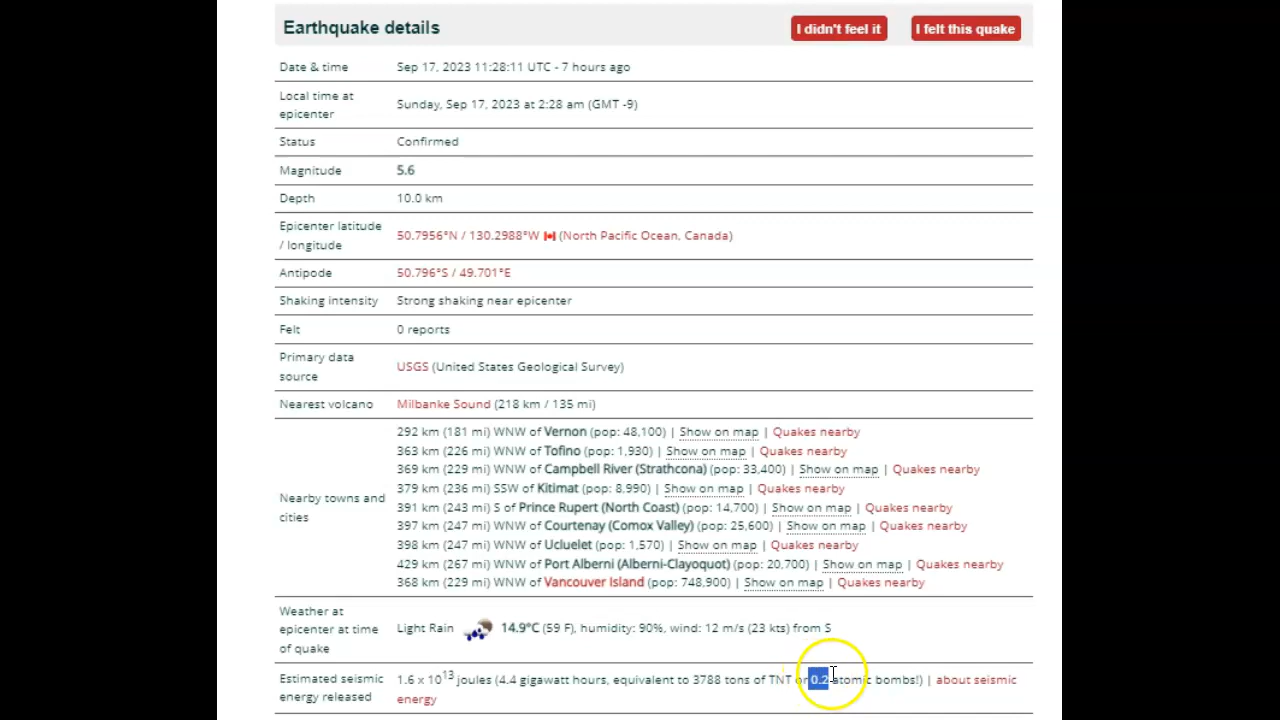 Earthquake details
I didn't feel it
I felt this quake
Date & time
Sep 17, 2023 11:28:11 UTC - 7 hours ago
Local time at
epicenter
Sunday, Sep 17, 2023 at 2:28 am (GMT -9)
Status
Confirmed
Magnitude
5.6
Depth
10.0 km
Epicenter latitude
/ longitude
50.7956°N / 130.2988°W (North Pacific Ocean, Canada)
Antipode
50.796°S / 49.701°E
Shaking intensity
Strong shaking near epicenter
Felt
0 reports
Primary data
source
USGS (United States Geological Survey)
Nearest volcano
Milbanke Sound (218 km / 135 mi)
Nearby towns and
cities
292 km (181 mi) WNW of Vernon (pop: 48,100) | Show on map | Quakes nearby
363 km (226 mi) WNW of Tofino (pop: 1,930) | Show on map | Quakes nearby
369 km (229 mi) WNW of Campbell River (Strathcona) (pop: 33,400) | Show on map | Quakes nearby
379 km (236 mi) SSW of Kitimat (pop: 8,990) | Show on map | Quakes nearby
391 km (243 mi) S of Prince Rupert (North Coast) (pop: 14,700) | Show on map | Quakes nearby
397 km (247 mi) WNW of Courtenay (Comox Valley) (pop: 25,600) | Show on map | Quakes nearby
398 km (247 mi) WNW of Ucluelet (pop: 1,570) | Show on map | Quakes nearby
429 km (267 mi) WNW of Port Alberni (Alberni-Clayoquot) (pop: 20,700) | Show on map | Quakes nearby
368 km (229 mi) WNW of Vancouver Island (pop: 748,900) | Show on map | Quakes nearby
Weather at
epicenter at time
of quake
Light Rain 14.9°C (59 F), humidity: 90%, wind: 12 m/s (23 kts) from S
Estimated seismic
energy released
1.6 x 10¹³ joules (4.4 gigawatt hours, equivalent to 3788 tons of TNT or 0.2 atomic bombs!) | about seismic
energy